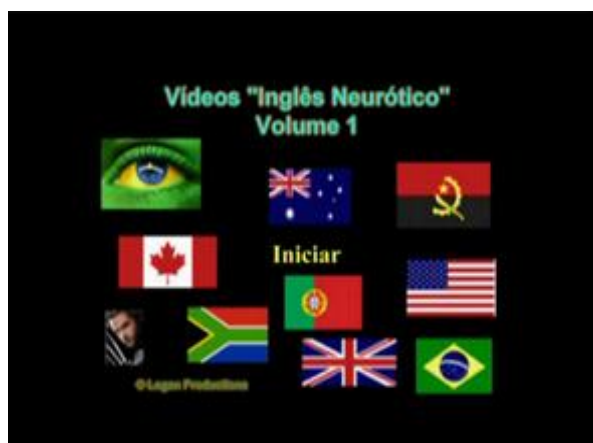 Vídeos "Inglês Neurótico"
Volume 1
Iniciar
© Logan Productions